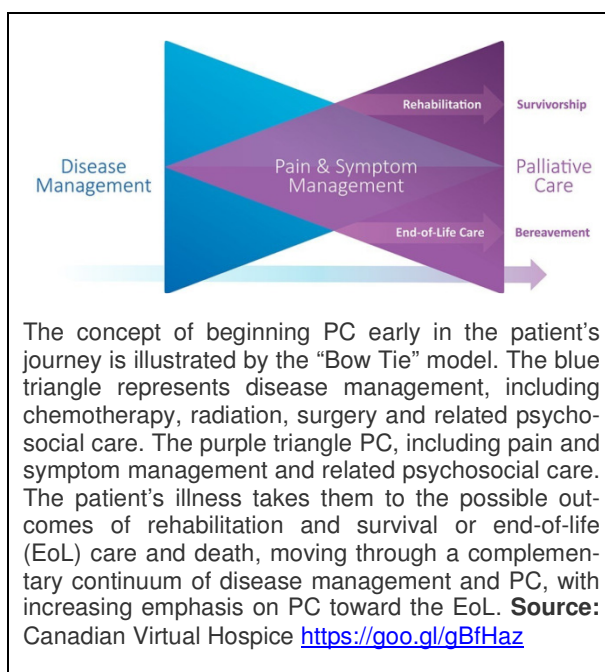 Rehabilitation Survivorship
Disease Management
Pain & Symptom Management
Palliative Care
End-of-Life Care Bereavement
The concept of beginning PC early in the patient's
journey is illustrated by the “Bow Tie” model. The blue
triangle represents disease management, including
chemotherapy, radiation, surgery and related psycho-
social care. The purple triangle PC, including pain and
symptom management and related psychosocial care.
The patient's illness takes them to the possible out-
comes of rehabilitation and survival or end-of-life
(EoL) care and death, moving through a complemen-
tary continuum of disease management and PC, with
increasing emphasis on PC toward the EoL. Source:
Canadian Virtual Hospice https://goo.gl/gBfHaz